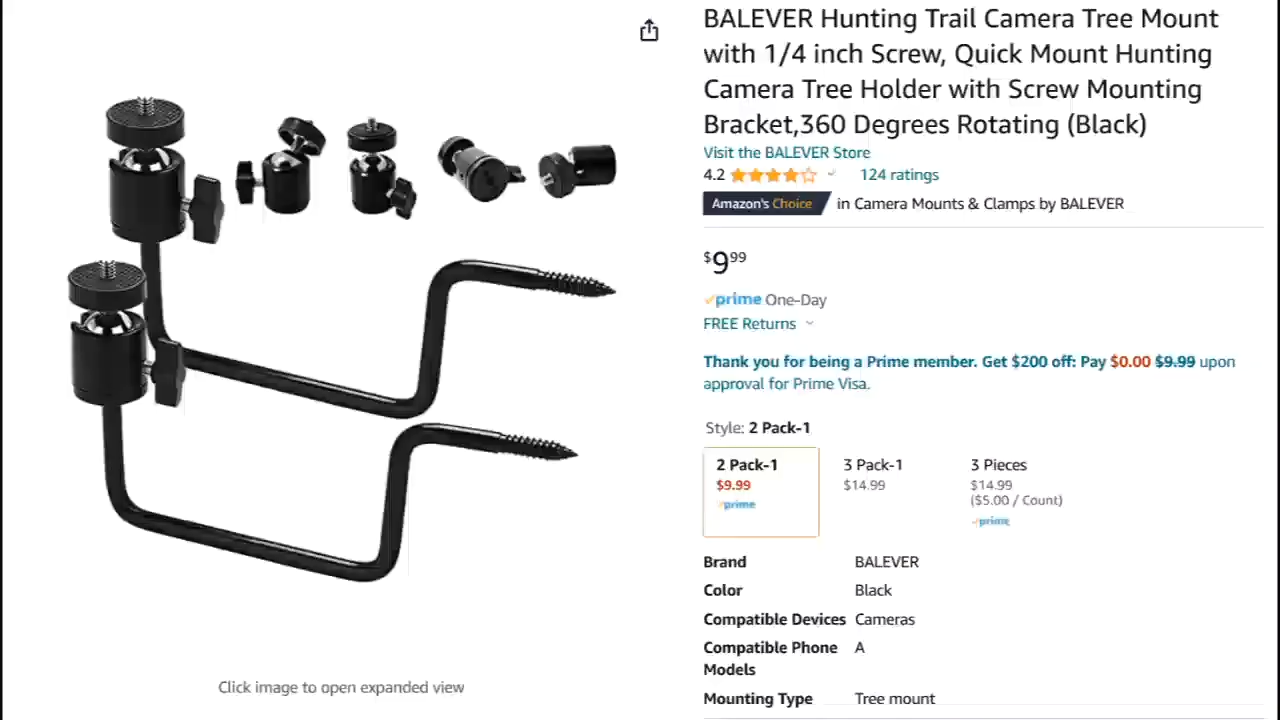 BALEVER Hunting Trail Camera Tree Mount
with 1/4 inch Screw, Quick Mount Hunting
Camera Tree Holder with Screw Mounting
Bracket,360 Degrees Rotating (Black)
Visit the BALEVER Store
4.2 124 ratings
Amazon's Choice in Camera Mounts & Clamps by BALEVER
$9.99
prime One-Day
FREE Returns
Thank you for being a Prime member. Get $200 off: Pay $0.00 $9.99 upon
approval for Prime Visa.
Style: 2 Pack-1
2 Pack-1 3 Pack-1 3 Pieces
$9.99 $14.99 $14.99
($5.00 / Count)
prime prime
Brand BALEVER
Color Black
Compatible Devices Cameras
Compatible Phone A
Models
Mounting Type Tree mount
Click image to open expanded view